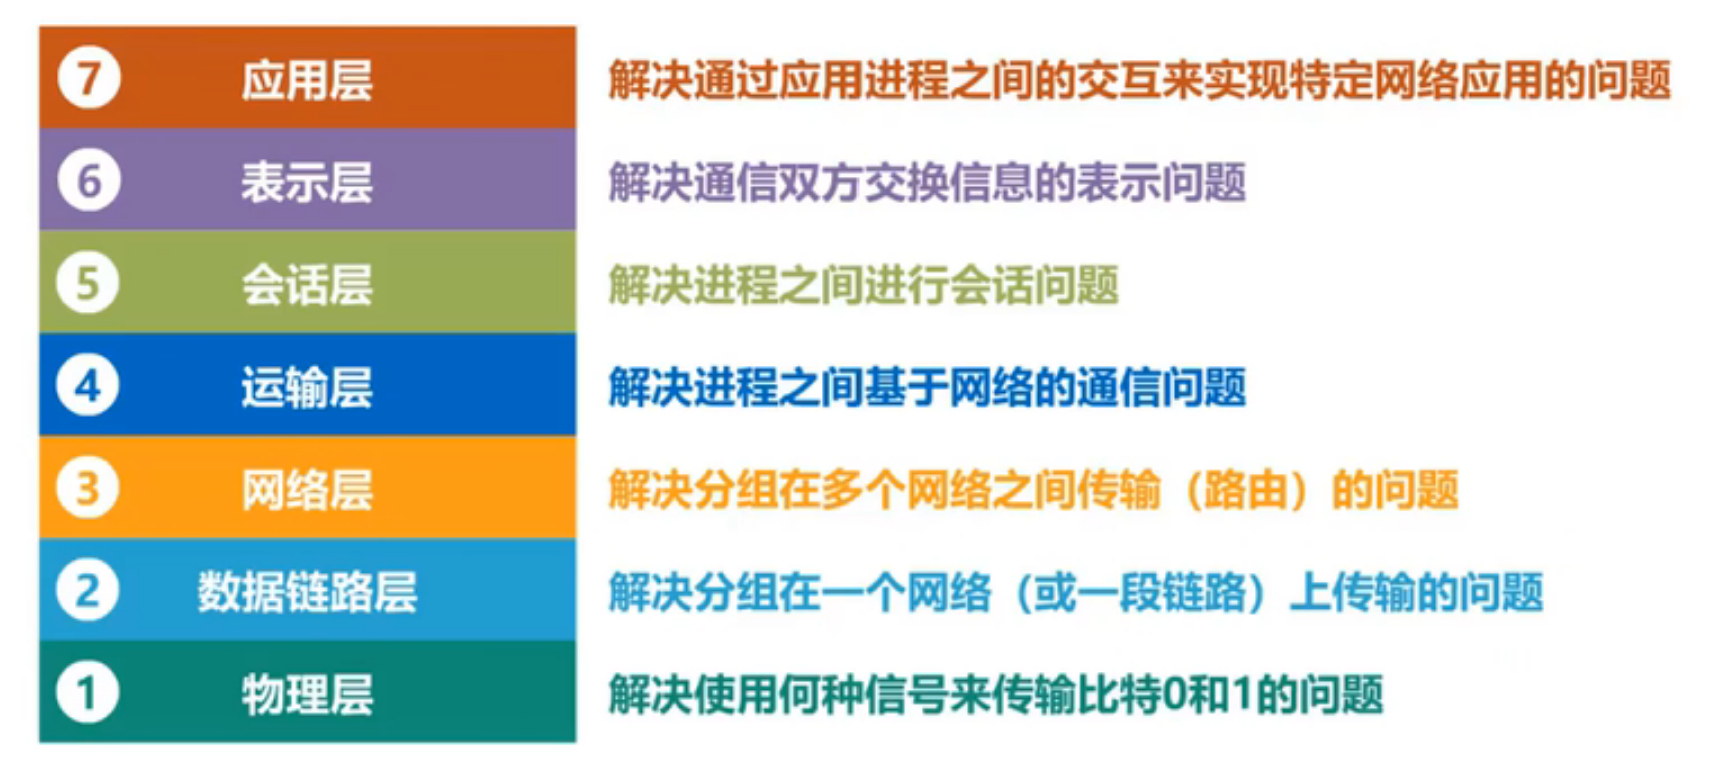 7 应用层 解决通过应用进程之间的交互来实现特定网络应用的问题
6 表示层 解决通信双方交换信息的表示问题
5 会话层 解决进程之间进行会话问题
4 运输层 解决进程之间基于网络的通信问题
3 网络层 解决分组在多个网络之间传输（路由）的问题
2 数据链路层 解决分组在一个网络（或一段链路）上传输的问题
1 物理层 解决使用何种信号来传输比特0和1的问题